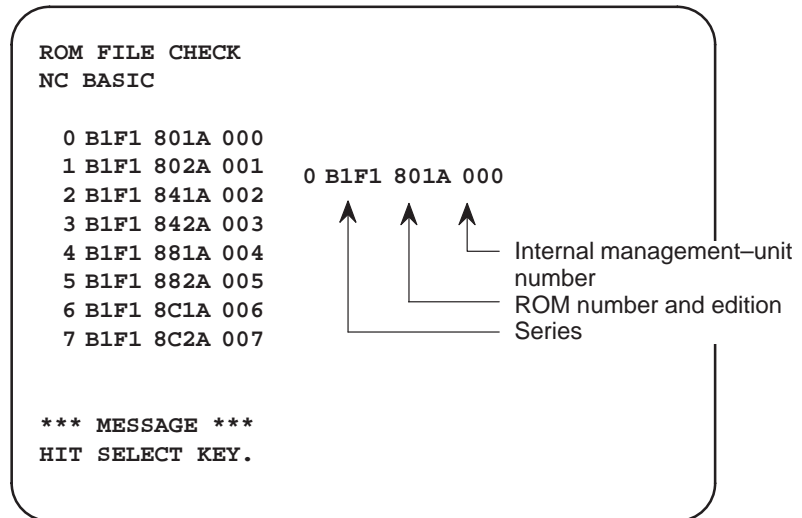 ROM FILE CHECK
NC BASIC
0 B1F1 801A 000
1 B1F1 802A 001
2 B1F1 841A 002
3 B1F1 842A 003
4 B1F1 881A 004
5 B1F1 882A 005
6 B1F1 8C1A 006
7 B1F1 8C2A 007
0 B1F1 801A 000
Internal management–unit
number
ROM number and edition
Series
*** MESSAGE ***
HIT SELECT KEY.